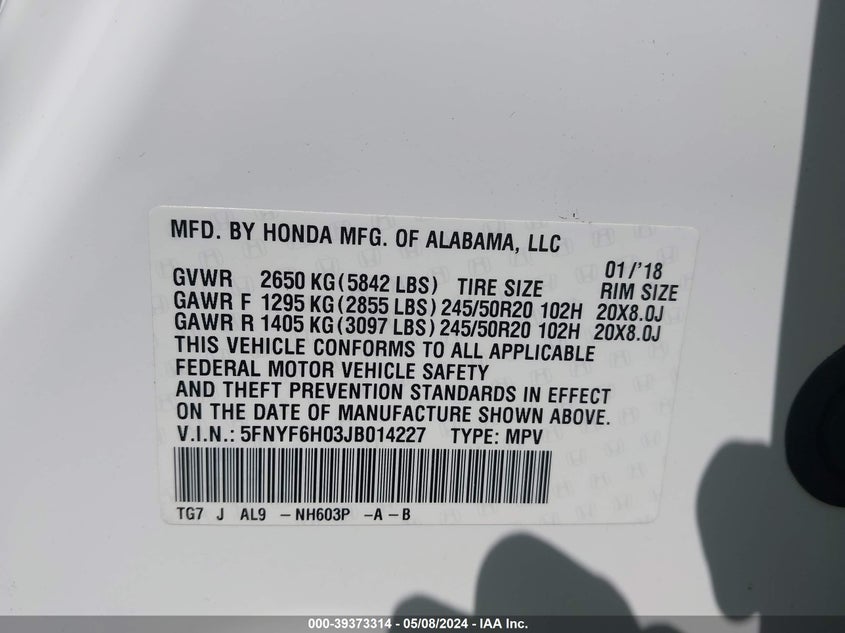 MFD. BY HONDA MFG. OF ALABAMA, LLC
01/'18
GVWR 2650 KG(5842 LBS) TIRE SIZE RIM SIZE
GAWR F 1295 KG(2855 LBS)245/50R20 102H 20X8.0J
GAWR R 1405 KG(3097 LBS)245/50R20 102H 20X8.0J
THIS VEHICLE CONFORMS TO ALL APPLICABLE
FEDERAL MOTOR VEHICLE SAFETY
AND THEFT PREVENTION STANDARDS IN EFFECT
ON THE DATE OF MANUFACTURE SHOWN ABOVE.
V.I.N.: 5FNYF6H03JB014227 TYPE: MPV
TG7 J AL9 -NH603P -A-B
000-39373314 - 05/08/2024 - IAA Inc.